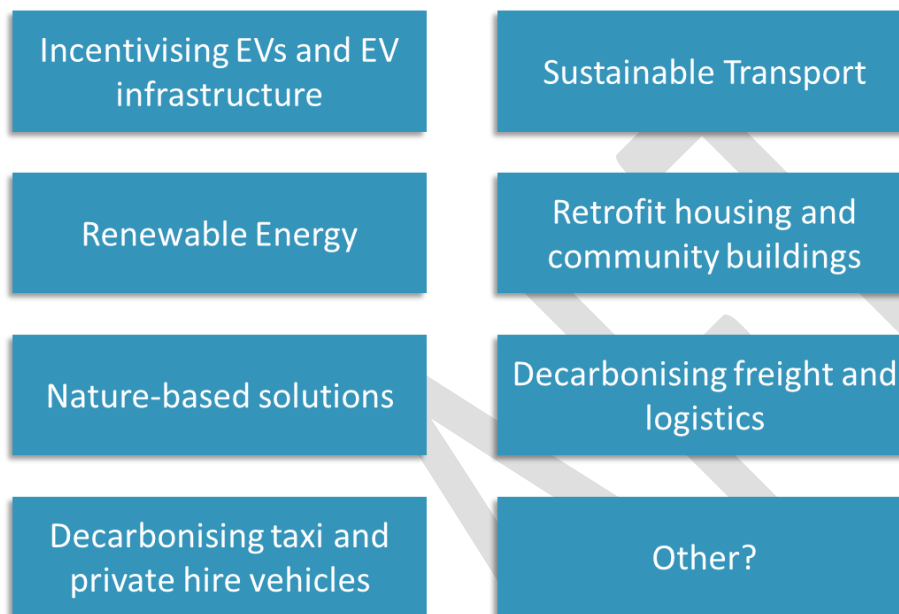 Incentivising EVs and EV
infrastructure
Sustainable Transport
Renewable Energy
Retrofit housing and
community buildings
Nature-based solutions
Decarbonising freight and
logistics
Decarbonising taxi and
private hire vehicles
Other?